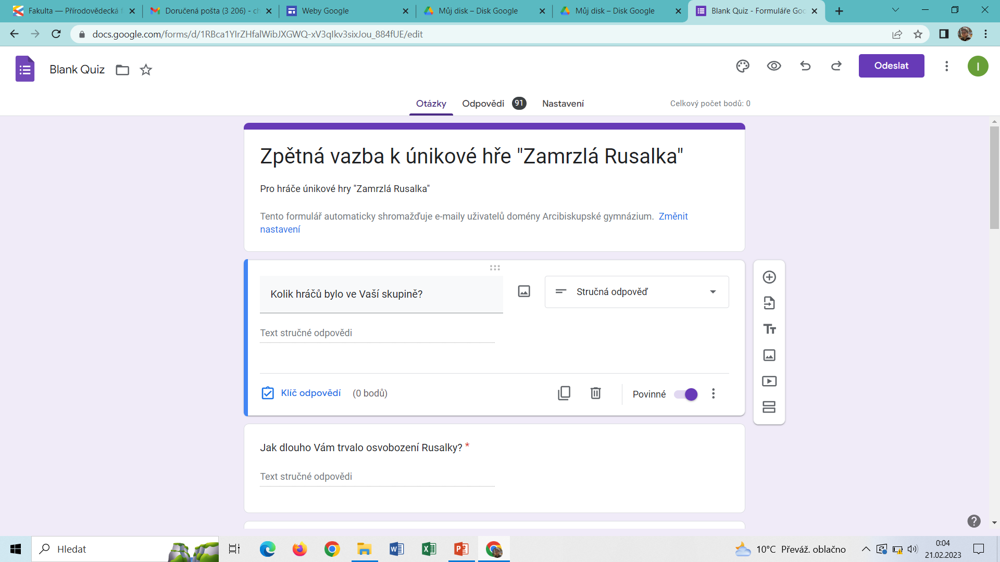 Fakulta — Přírodovědecká f
Doručená pošta (3 206) - ch
Weby Google
Můj disk – Disk Google
Můj disk – Disk Google
Blank Quiz - Formuláře Goo
docs.google.com/forms/d/1RBca1YIrZHfalWibJXGWQ-xV3qIkv3sixJou_884fUE/edit
Blank Quiz
Odeslat
I
Otázky
Odpovědi 91
Nastavení
Celkový počet bodů: 0
Zpětná vazba k únikové hře "Zamrzlá Rusalka"
Pro hráče únikové hry "Zamrzlá Rusalka"
Tento formulář automaticky shromažďuje e-maily uživatelů domény Arcibiskupské gymnázium. Změnit
nastavení
Kolik hráčů bylo ve Vaší skupině?
Stručná odpověď
Text stručné odpovědi
Klíč odpovědí (0 bodů)
Povinné
Jak dlouho Vám trvalo osvobození Rusalky? *
Text stručné odpovědi
Hledat
10°C Převáž. oblačno
0:04
21.02.2023